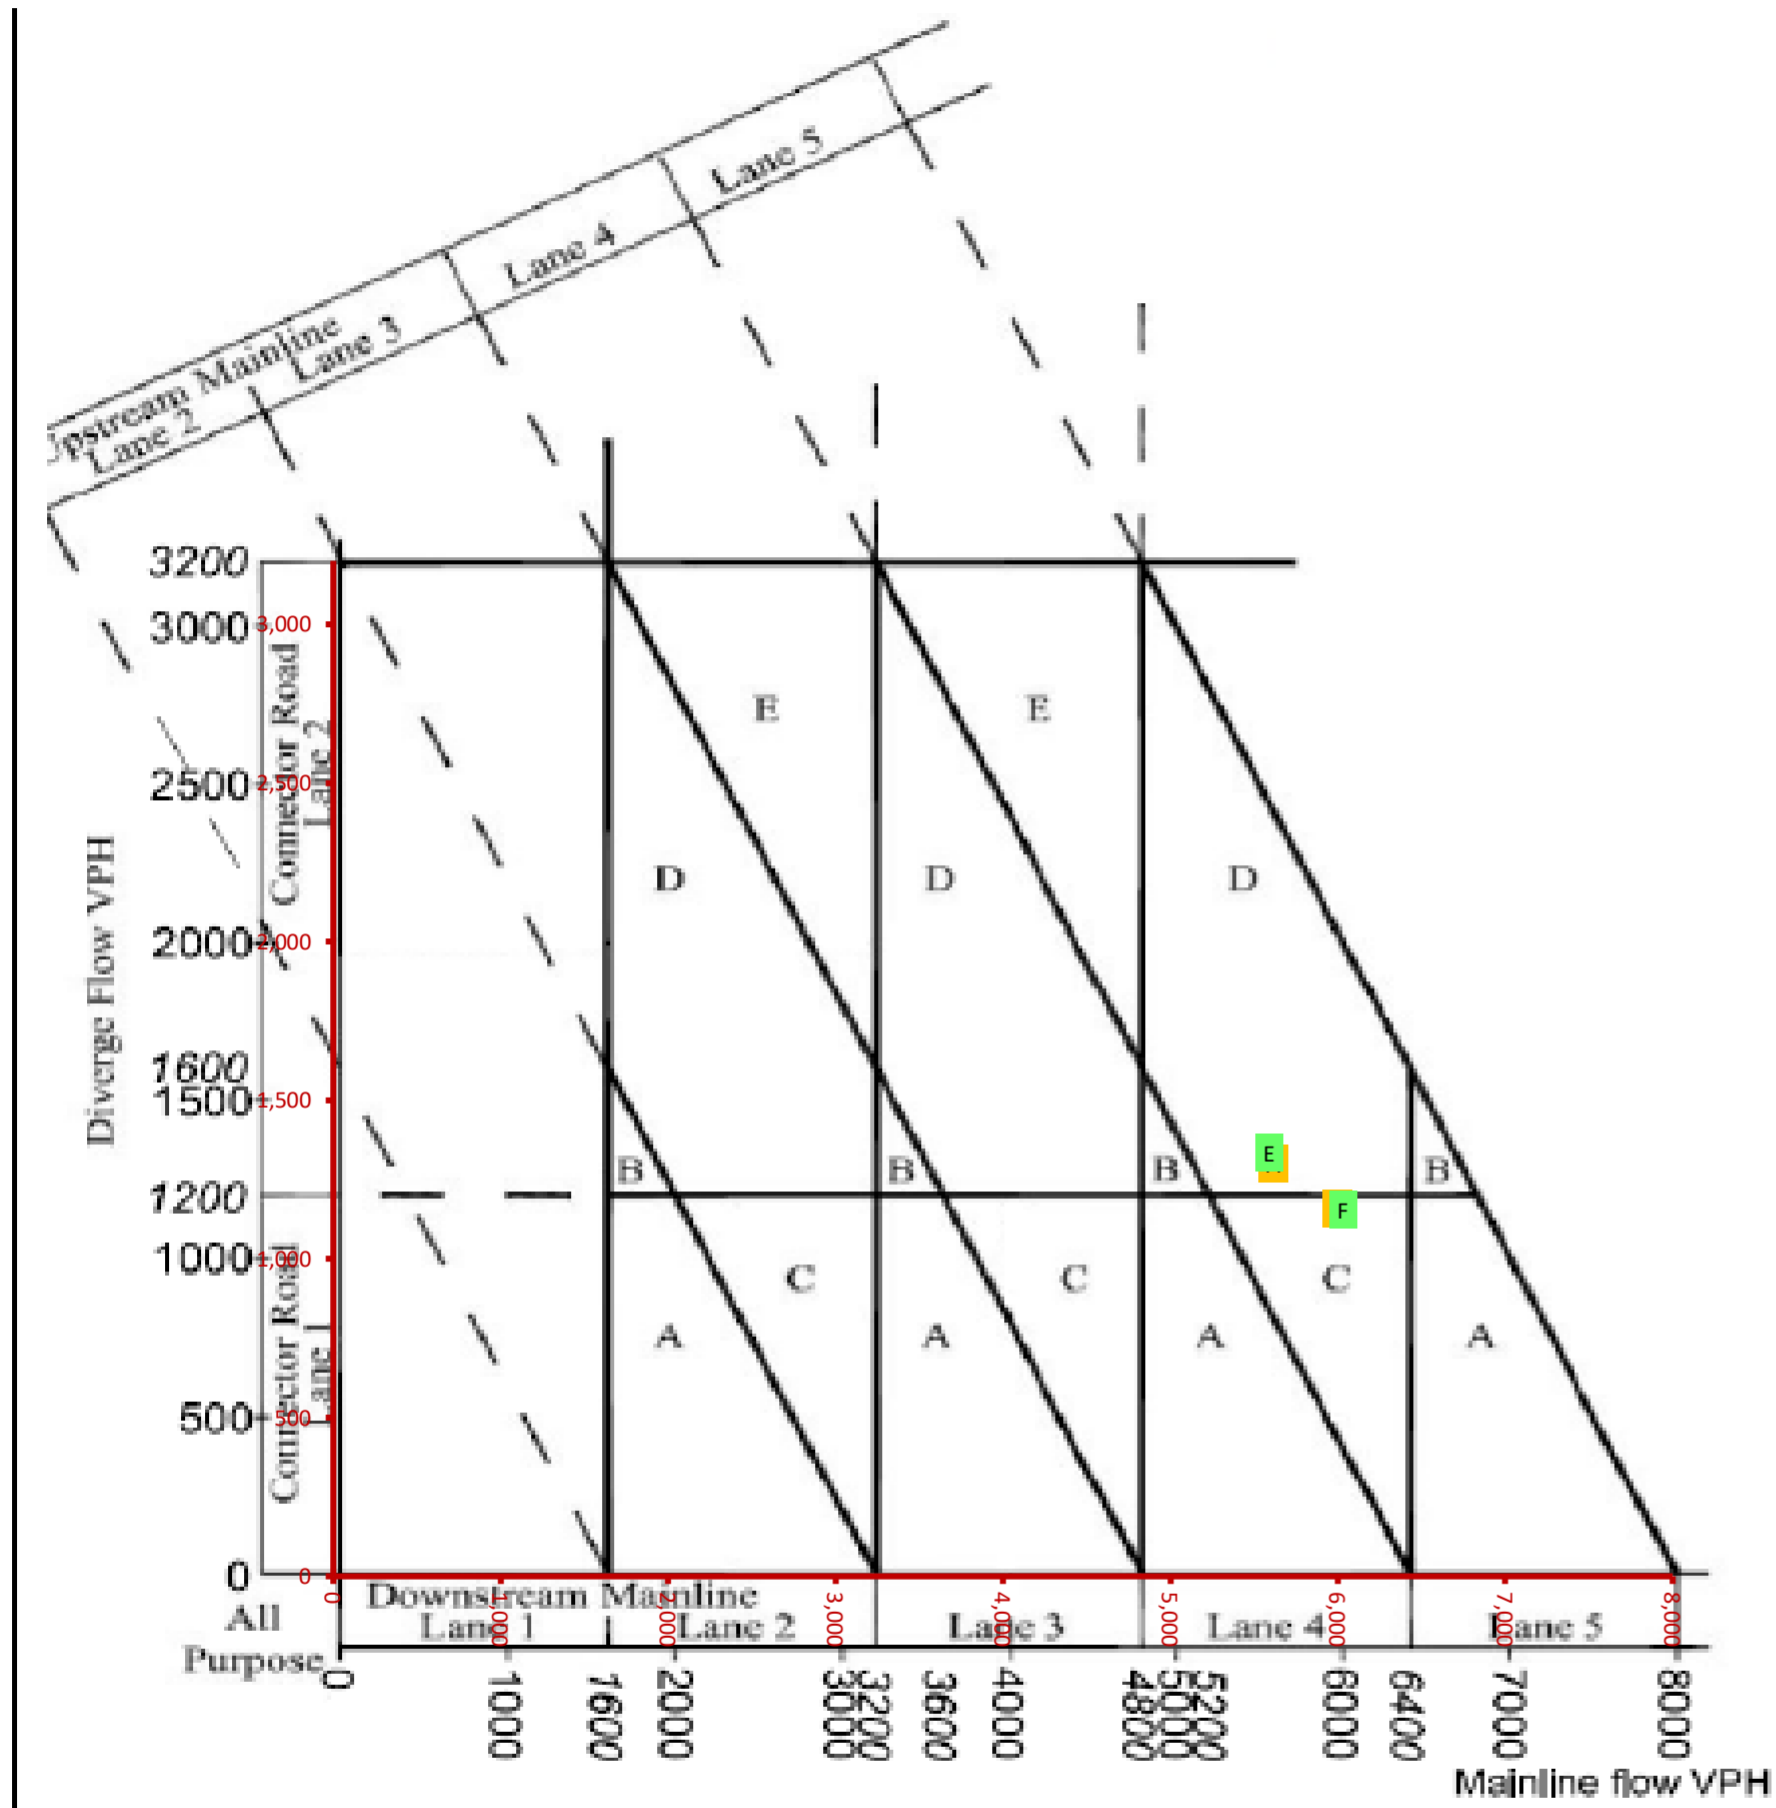 Lane 5
Lane 4
Upstream Mainline
Lane 3
Lane 2
3200
3000
3,000
Connector Road
Lane 2
E
E
2500
2,500
Diverge Flow VPH
D
D
D
2000
2,000
1600
1500
1,500
B
B
B
E
B
1200
F
1000
1,000
Connector Road
Lane 1
C
C
C
A
A
A
A
500
500
0
0
All
Purpose
0
1,000
2,000
3,000
4,000
5,000
6,000
7,000
8,000
Downstream Mainline
Lane 1
Lane 2
Lane 3
Lane 4
Lane 5
0
1000
1600
2000
3000
3200
3600
4000
4800
5000
5200
6000
6400
7000
8000
Mainline flow VPH